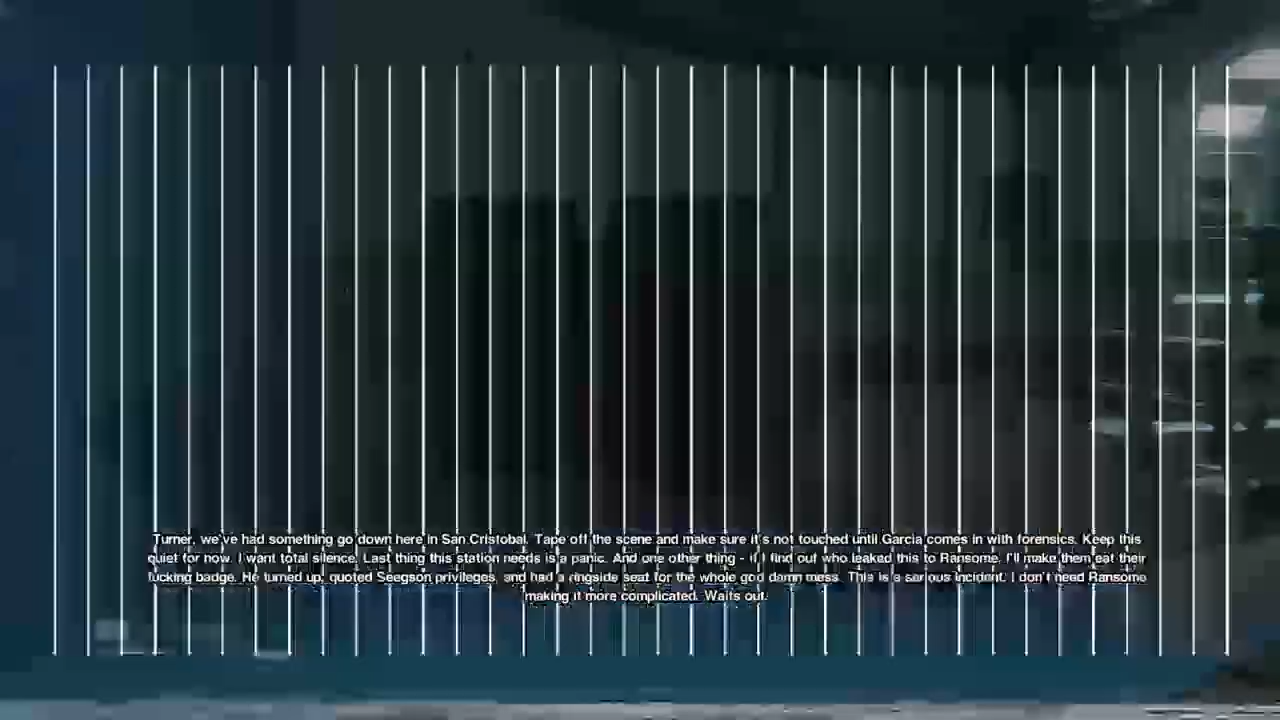 Turner, we've had something go down here in San Cristobal. Tape off the scene and make sure it's not touched until Garcia comes in with forensics. Keep this
quiet for now. I want total silence. Last thing this station needs is a panic. And one other thing - if I find out who leaked this to Ransome, I'll make them eat their
fucking badge. He turned up, quoted Seegson privileges, and had a ringside seat for the whole god damn mess. This is a serious incident. I don't need Ransome
making it more complicated. Waits out.